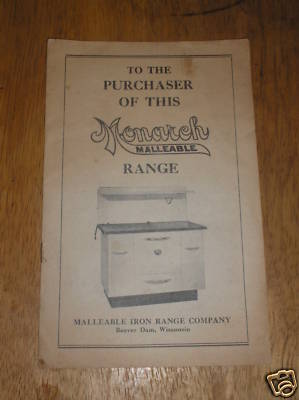 TO THE
PURCHASER
OF THIS
Monarch
MALLEABLE
RANGE
MALLEABLE IRON RANGE COMPANY
Beaver Dam, Wisconsin